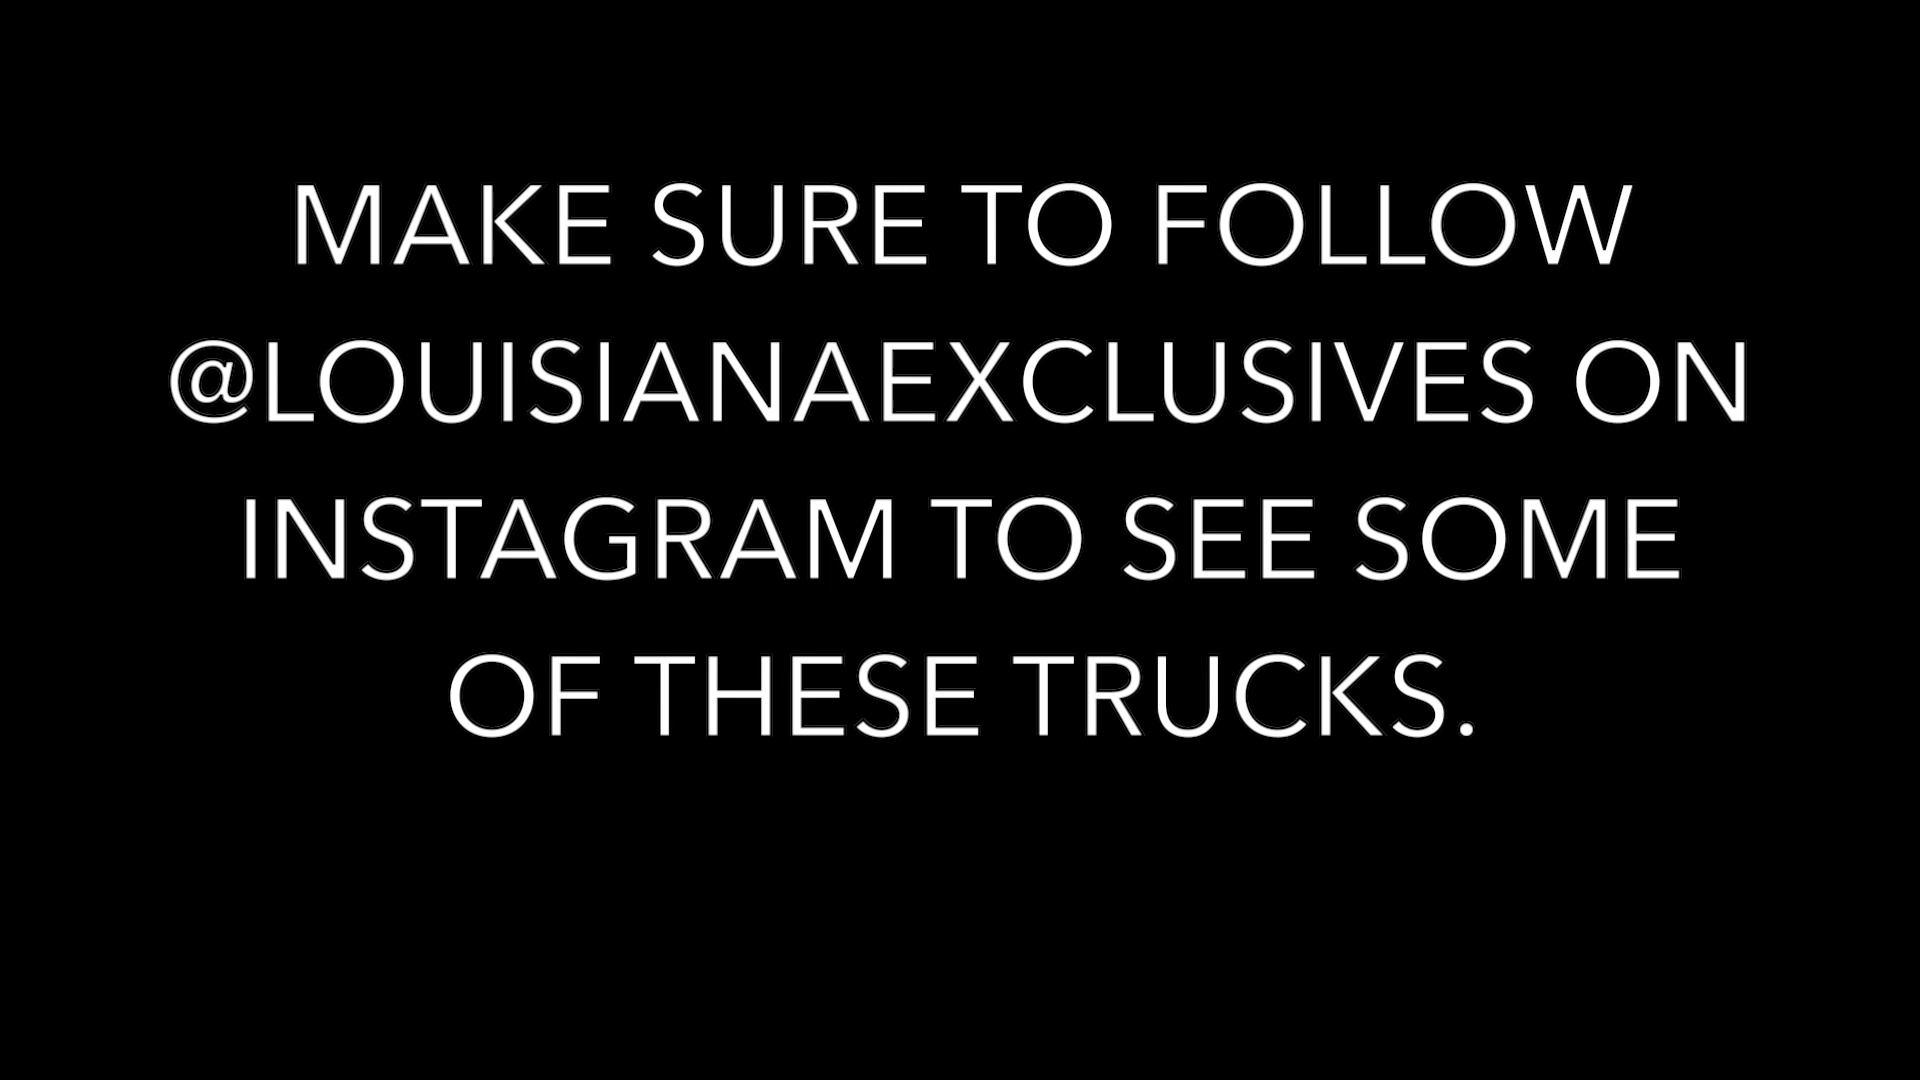 MAKE SURE TO FOLLOW
@LOUISIANAEXCLUSIVES ON
INSTAGRAM TO SEE SOME
OF THESE TRUCKS.